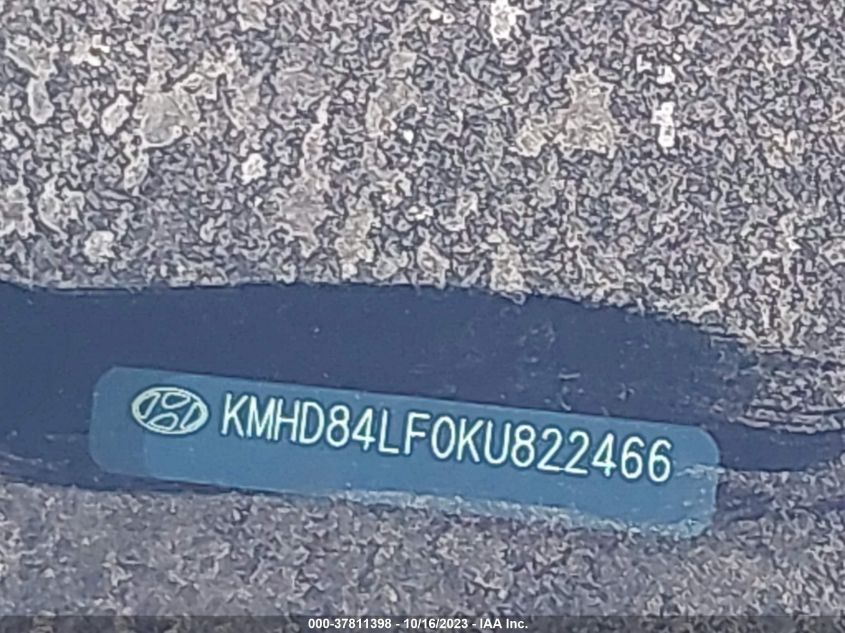 KMHD84LF0KU822466
000-37811398 - 10/16/2023 - IAA Inc.